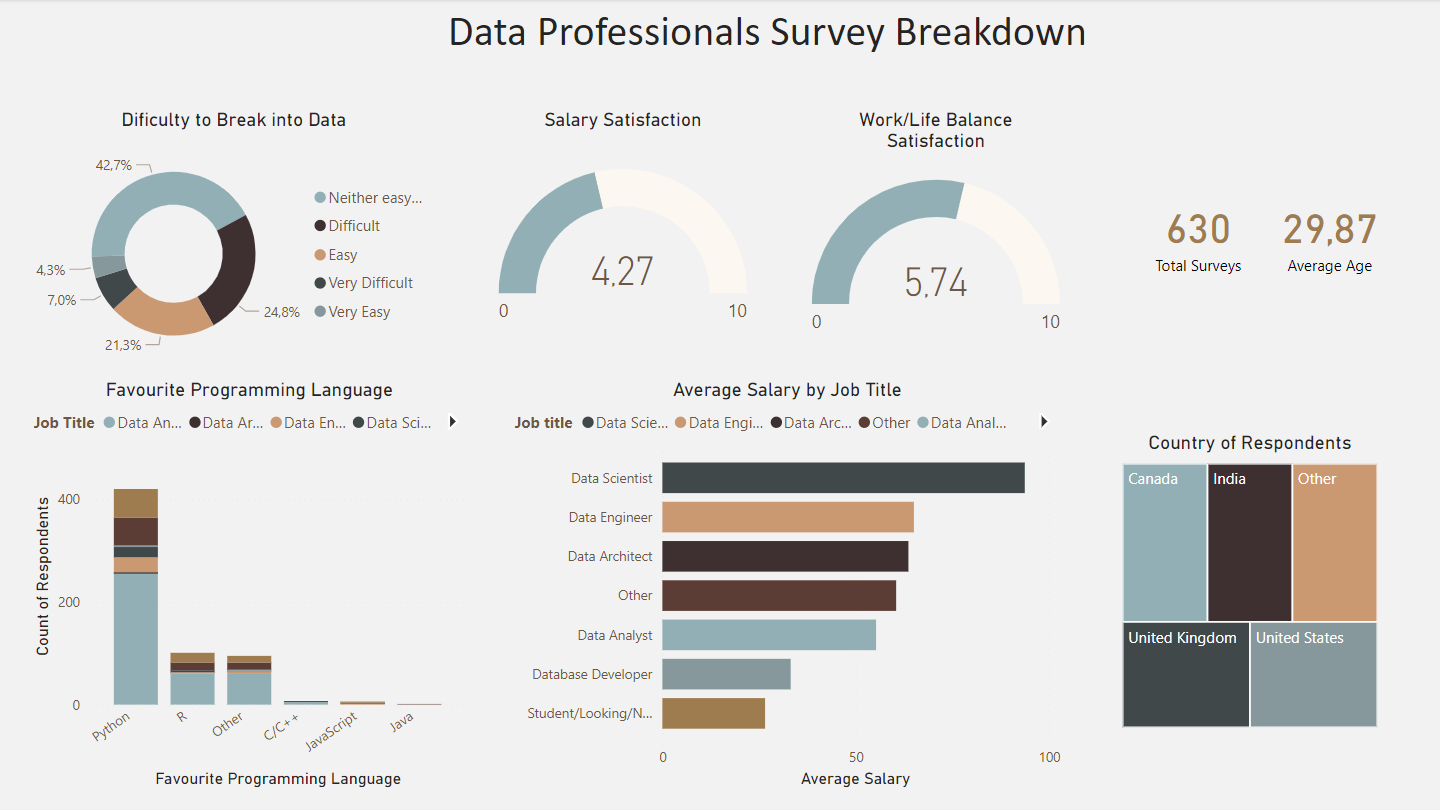 Data Professionals Survey Breakdown
Dificulty to Break into Data
42,7%
4,3%
7,0%
21,3%
24,8%
Neither easy...
Difficult
Easy
Very Difficult
Very Easy
Salary Satisfaction
4,27
0
10
Work/Life Balance
Satisfaction
5,74
0
10
630
Total Surveys
29,87
Average Age
Favourite Programming Language
Job Title
Data An...
Data Ar...
Data En...
Data Sci...
Count of Respondents
400
200
0
Python
R
Other
C/C++
JavaScript
Java
Favourite Programming Language
Average Salary by Job Title
Job title
Data Scie...
Data Engi...
Data Arc...
Other
Data Anal...
Data Scientist
Data Engineer
Data Architect
Other
Data Analyst
Database Developer
Student/Looking/N...
0
50
100
Average Salary
Country of Respondents
Canada
India
Other
United Kingdom
United States